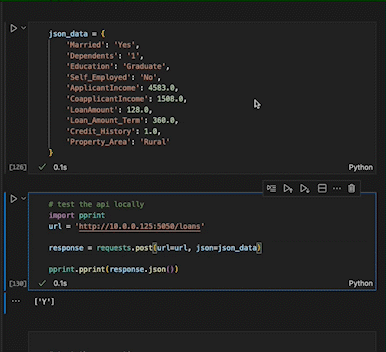 json_data = {
'Married': 'Yes',
'Dependents': '1',
'Education': 'Graduate',
'Self_Employed': 'No',
'ApplicantIncome': 4583.0,
'CoapplicantIncome': 1508.0,
'LoanAmount': 128.0,
'Loan_Amount_Term': 360.0,
'Credit_History': 1.0,
'Property_Area': 'Rural'
}
[126] ✓ 0.1s Python
# test the api locally
import pprint
url = 'http://10.0.0.125:5050/loans'
response = requests.post(url=url, json=json_data)
pprint.pprint(response.json())
[130] ✓ 0.1s Python
... ['Y']